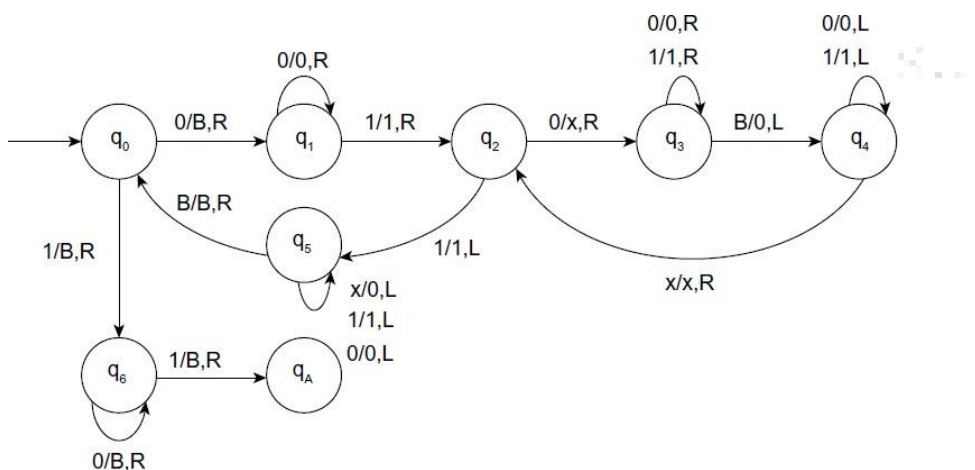 0/0,R
0/0,L
0/0,R
1/1,R
1/1,L
q0
0/B,R
q1
1/1,R
q2
0/x,R
q3
B/0,L
q4
B/B,R
q5
1/B,R
1/1,L
x/0,L
x/x,R
1/1,L
0/0,L
q6
1/B,R
qA
0/B,R